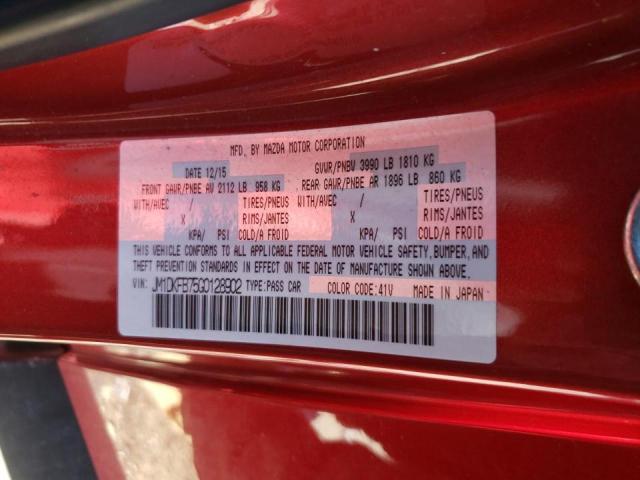 MFD. BY MAZDA MOTOR CORPORATION
DATE 12/15 GVWR/PNBV 3990 LB 1810 KG
FRONT GAWR/PNBE AV 2112 LB 958 KG REAR GAWR/PNBE AR 1896 LB 860 KG
WITH/AVEC / TIRES/PNEUS WITH/AVEC / TIRES/PNEUS
X RIMS/JANTES X RIMS/JANTES
KPA/ PSI COLD/A FROID KPA/ PSI COLD/A FROID
THIS VEHICLE CONFORMS TO ALL APPLICABLE FEDERAL MOTOR VEHICLE SAFETY, BUMPER, AND
THEFT PREVENTION STANDARDS IN EFFECT ON THE DATE OF MANUFACTURE SHOWN ABOVE.
VIN: JM1DKFB75G0128902 TYPE:PASS CAR COLOR CODE:41V MADE IN JAPAN